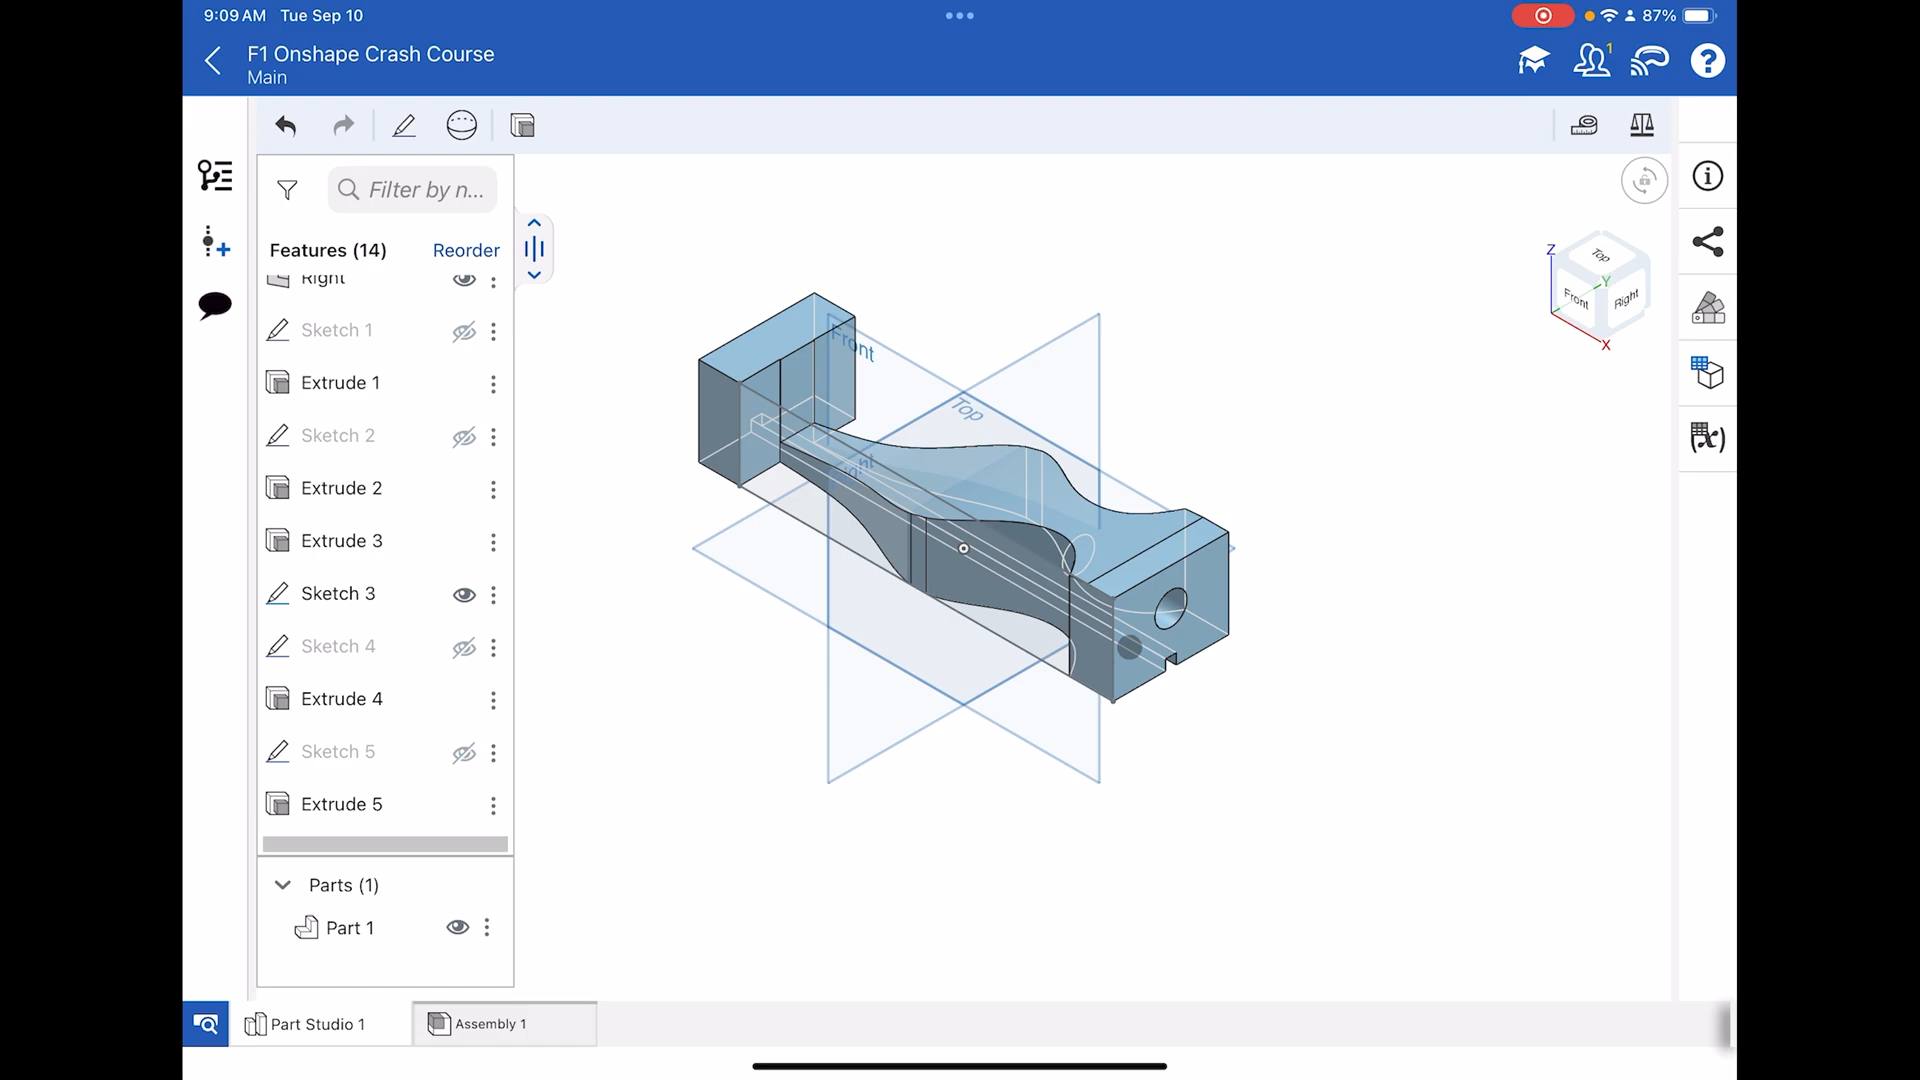 9:09 AM Tue Sep 10
87%
F1 Onshape Crash Course
Main
1
?
Filter by n...
Features (14) Reorder
Right
Sketch 1
Extrude 1
Sketch 2
Extrude 2
Extrude 3
Sketch 3
Sketch 4
Extrude 4
Sketch 5
Extrude 5
Parts (1)
Part 1
Front
Top
Z
Top
Y
Front
Right
X
(x)
Part Studio 1
Assembly 1